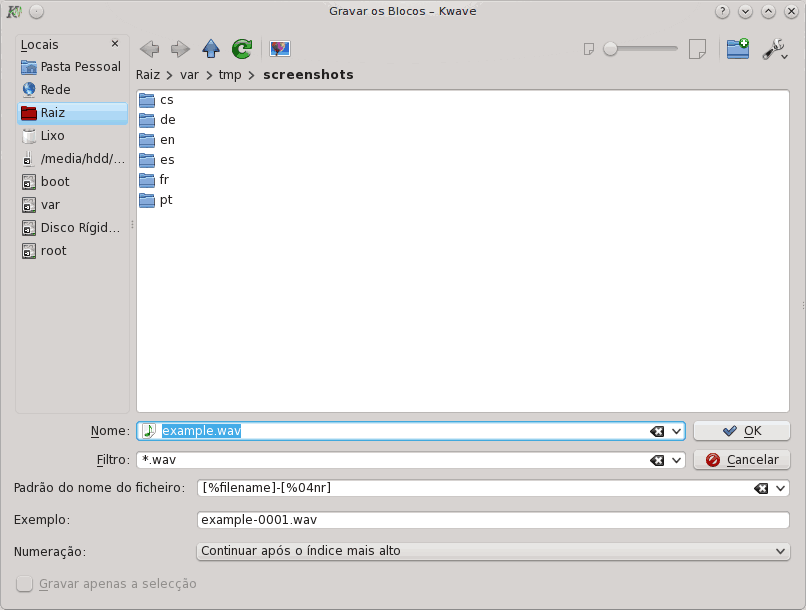 Gravar os Blocos – Kwave
Locais
Pasta Pessoal
Rede
Raiz
Lixo
/media/hdd/...
boot
var
Disco Rígid...
root
Raiz > var > tmp > screenshots
cs
de
en
es
fr
pt
Nome: example.wav
OK
Filtro: *.wav
Cancelar
Padrão do nome do ficheiro: [%filename]-[%04nr]
Exemplo: example-0001.wav
Numeração: Continuar após o índice mais alto
Gravar apenas a selecção